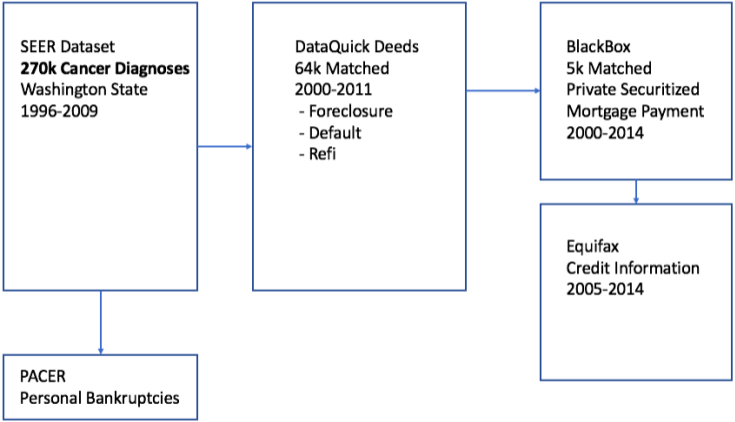 SEER Dataset
270k Cancer Diagnoses
Washington State
1996-2009
DataQuick Deeds
64k Matched
2000-2011
- Foreclosure
- Default
- Refi
BlackBox
5k Matched
Private Securitized
Mortgage Payment
2000-2014
Equifax
Credit Information
2005-2014
PACER
Personal Bankruptcies